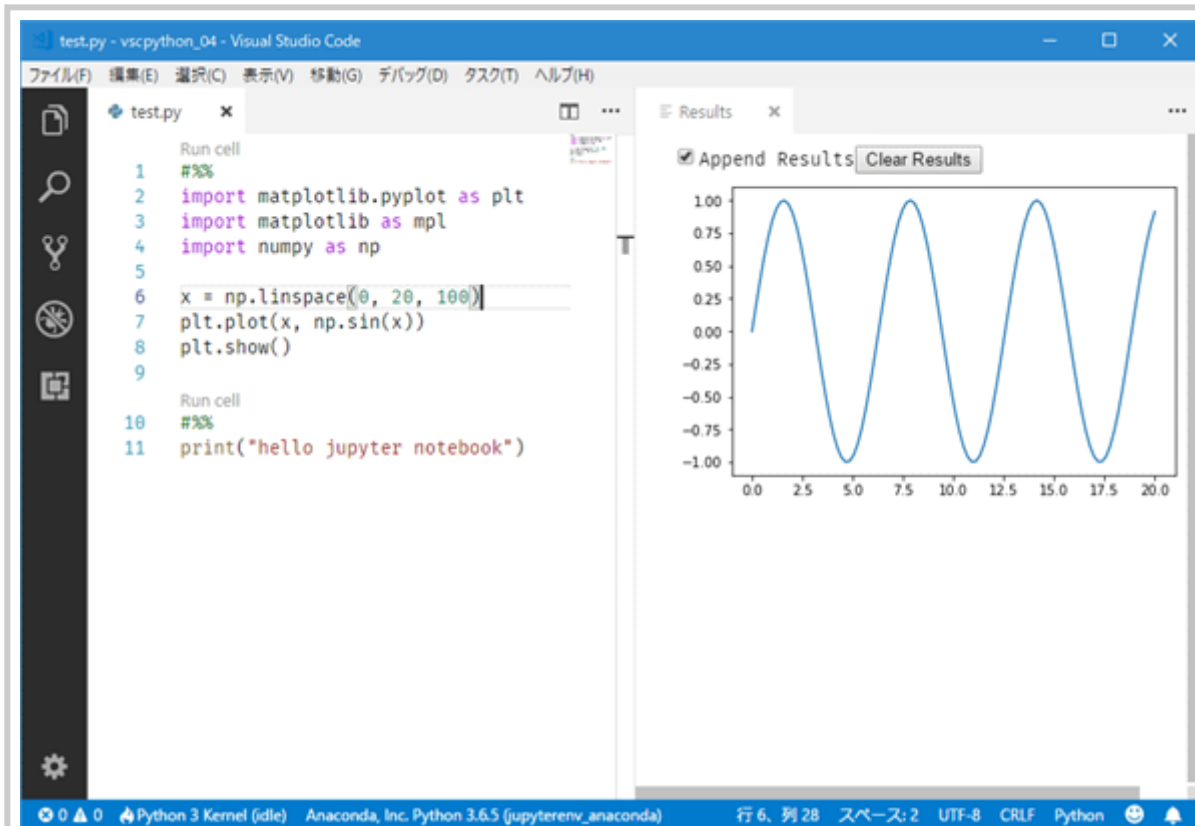 test.py - vscpython_04 - Visual Studio Code
ファイル(F) 編集(E) 選択(C) 表示(V) 移動(G) デバッグ(D) タスク(T) ヘルプ(H)
test.py
Run cell
1 #%%
2 import matplotlib.pyplot as plt
3 import matplotlib as mpl
4 import numpy as np
5
6 x = np.linspace(0, 20, 100)
7 plt.plot(x, np.sin(x))
8 plt.show()
9
Run cell
10 #%%
11 print("hello jupyter notebook")
Results
Append Results Clear Results
1.00
0.75
0.50
0.25
0.00
−0.25
−0.50
−0.75
−1.00
0.0 2.5 5.0 7.5 10.0 12.5 15.0 17.5 20.0
0 0 Python 3 Kernel (idle) Anaconda, Inc. Python 3.6.5 (jupyterenv_anaconda) 行 6、列 28 スペース: 2 UTF-8 CRLF Python